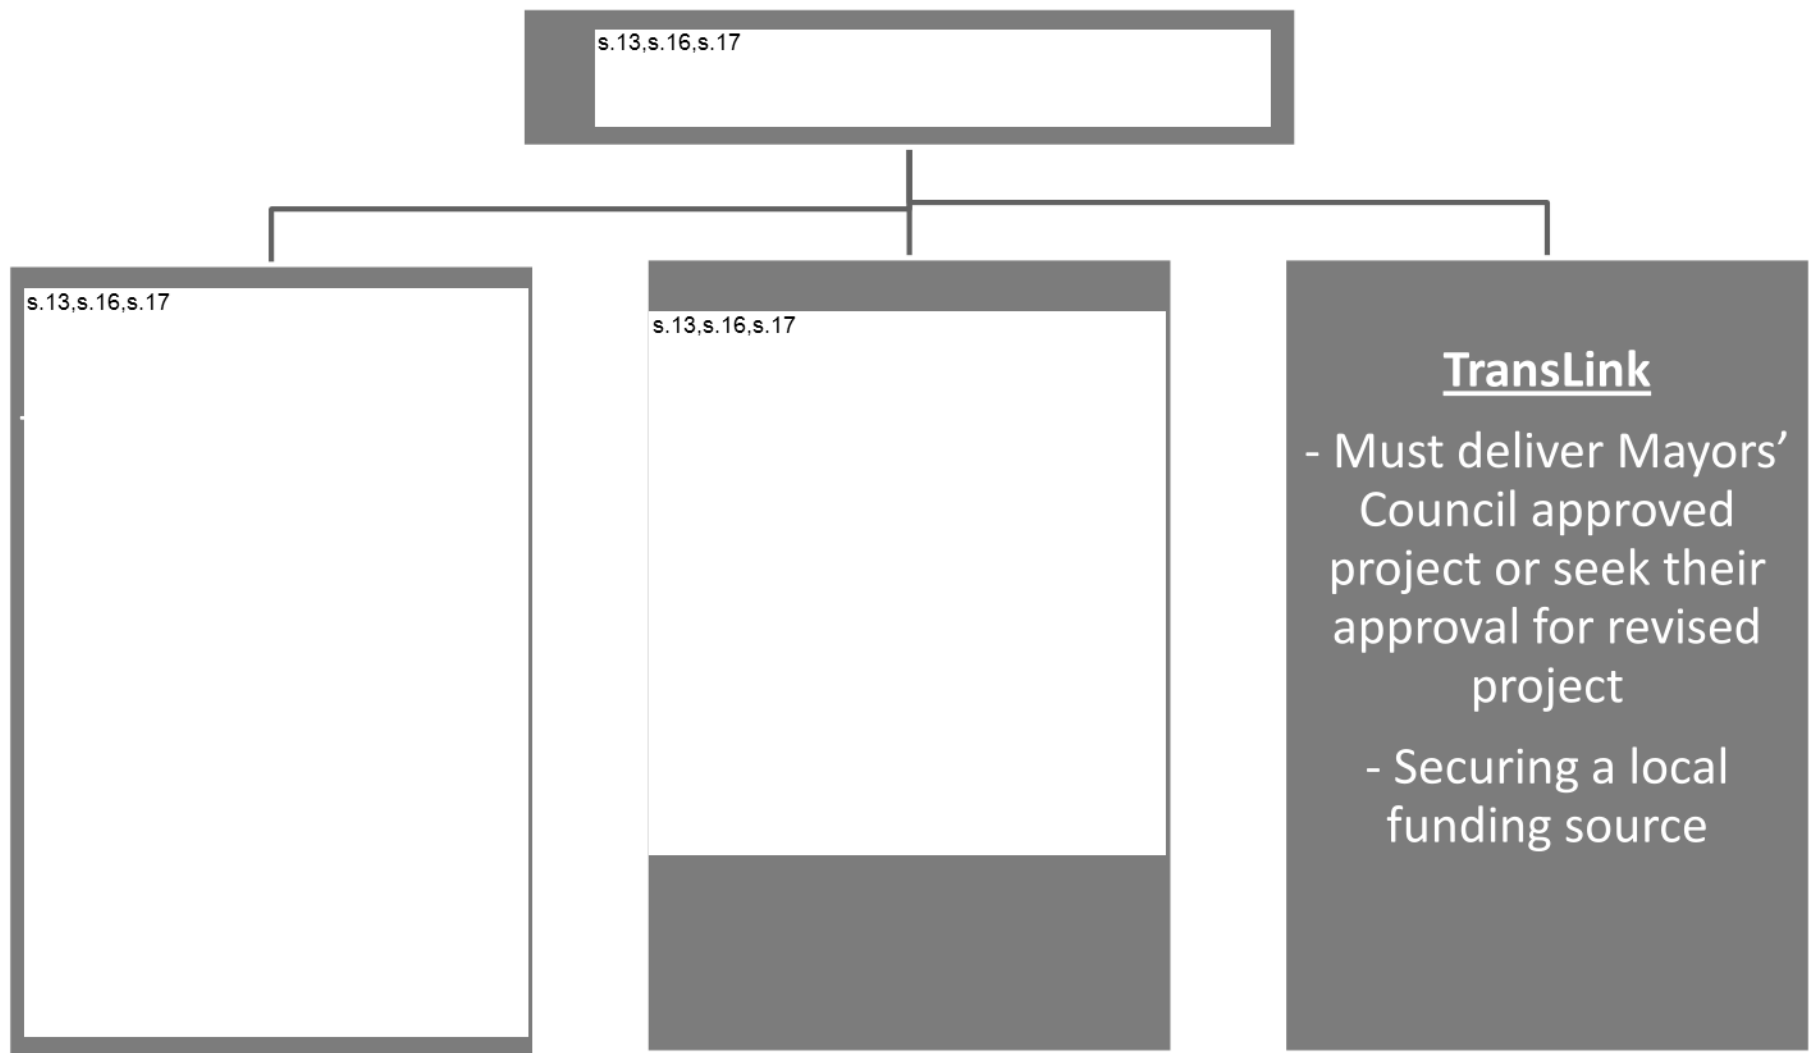 s.13,s.16,s.17
s.13,s.16,s.17
s.13,s.16,s.17
TransLink
- Must deliver Mayors’
Council approved
project or seek their
approval for revised
project
- Securing a local
funding source